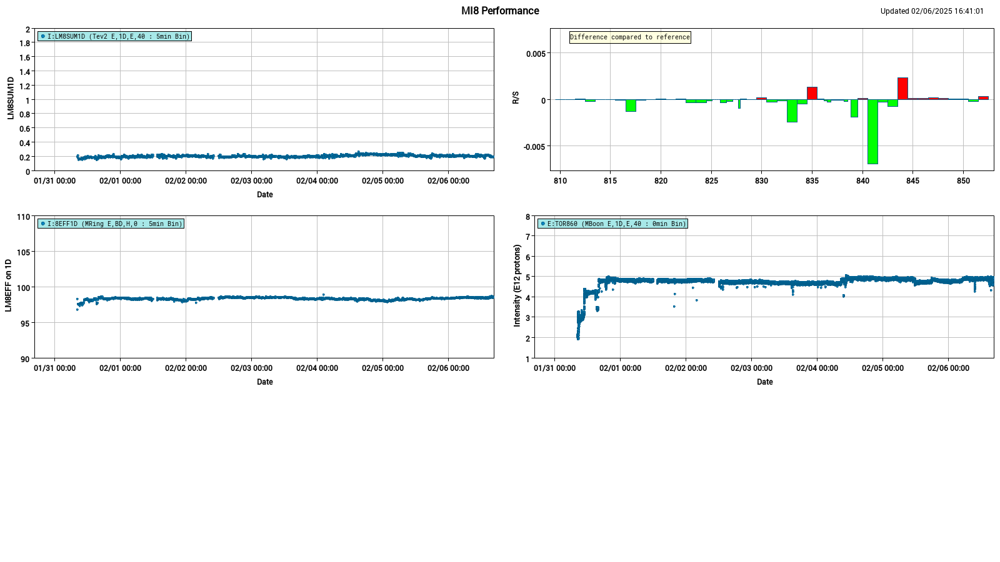 MI8 Performance
Updated 02/06/2025 16:41:01
I:LM8SUM1D (Tev2 E,1D,E,40 : 5min Bin)
LM8SUM1D
2
1.8
1.6
1.4
1.2
1
0.8
0.6
0.4
0.2
0
01/31 00:00 02/01 00:00 02/02 00:00 02/03 00:00 02/04 00:00 02/05 00:00 02/06 00:00
Date
Difference compared to reference
R/S
0.005
0
-0.005
810 815 820 825 830 835 840 845 850
I:8EFF1D (MRing E,BD,H,0 : 5min Bin)
LM8EFF on 1D
110
105
100
95
90
01/31 00:00 02/01 00:00 02/02 00:00 02/03 00:00 02/04 00:00 02/05 00:00 02/06 00:00
Date
E:TOR860 (MBoon E,1D,E,40 : 0min Bin)
Intensity (E12 protons)
8
7
6
5
4
3
2
1
01/31 00:00 02/01 00:00 02/02 00:00 02/03 00:00 02/04 00:00 02/05 00:00 02/06 00:00
Date